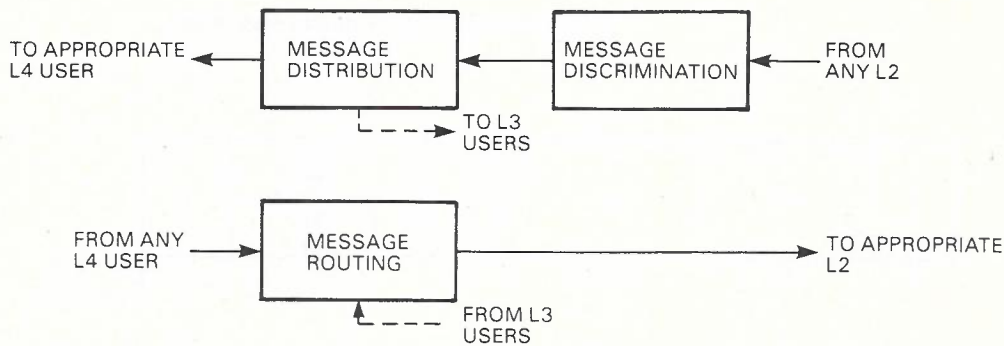 TO APPROPRIATE
L4 USER
MESSAGE
DISTRIBUTION
MESSAGE
DISCRIMINATION
FROM
ANY L2
TO L3
USERS
FROM ANY
L4 USER
MESSAGE
ROUTING
TO APPROPRIATE
L2
FROM L3
USERS